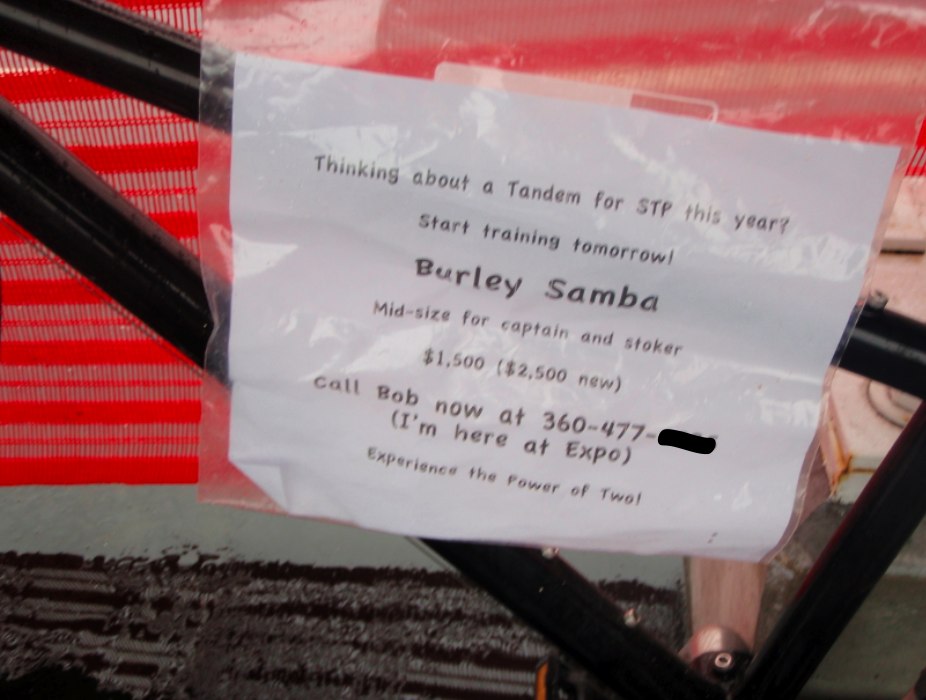 Thinking about a Tandem for STP this year?
Start training tomorrow!
Burley Samba
Mid-size for captain and stoker
$1,500 ($2,500 new)
Call Bob now at 360-477-
(I'm here at Expo)
Experience the Power of Two!